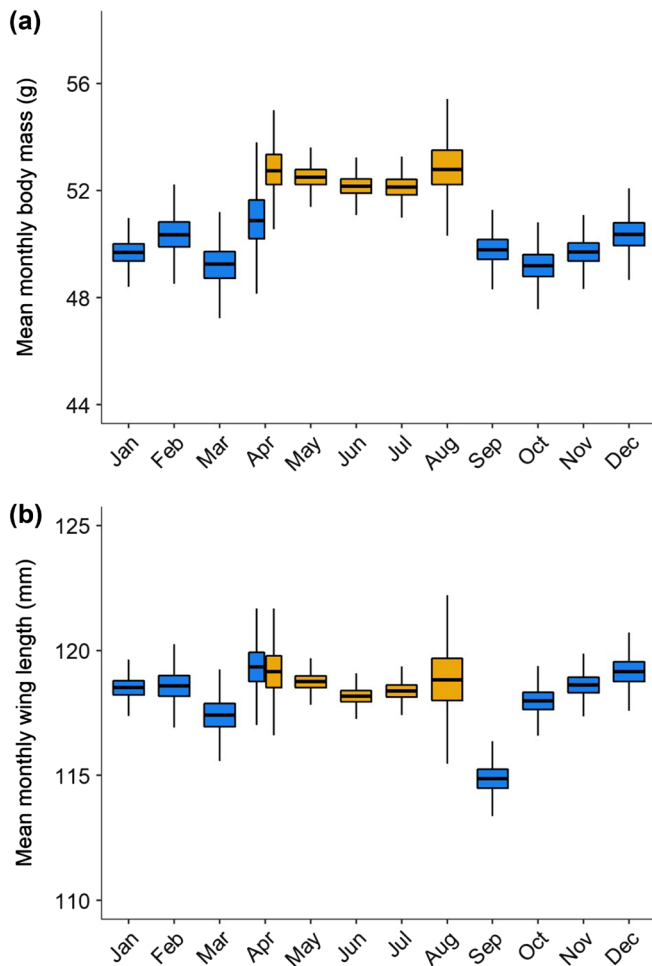 (a)
Mean monthly body mass (g)
56
52
48
44
Jan Feb Mar Apr May Jun Jul Aug Sep Oct Nov Dec
(b)
Mean monthly wing length (mm)
125
120
115
110
Jan Feb Mar Apr May Jun Jul Aug Sep Oct Nov Dec